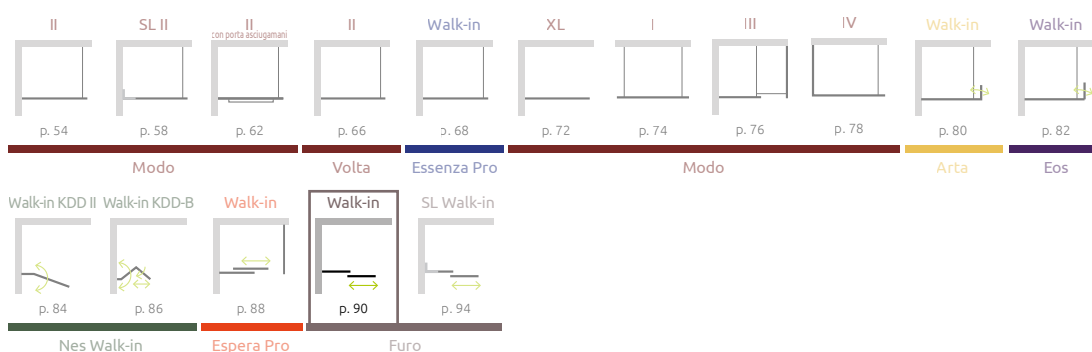 II SL II II II Walk-in XL I III IV Walk-in Walk-in
con porta asciugamani
p. 54 p. 58 p. 62 p. 66 p. 68 p. 72 p. 74 p. 76 p. 78 p. 80 p. 82
Modo Volta Essenza Pro Modo Arta Eos
Walk-in KDD II Walk-in KDD-B Walk-in Walk-in SL Walk-in
p. 84 p. 86 p. 88 p. 90 p. 94
Nes Walk-in Espera Pro Furo